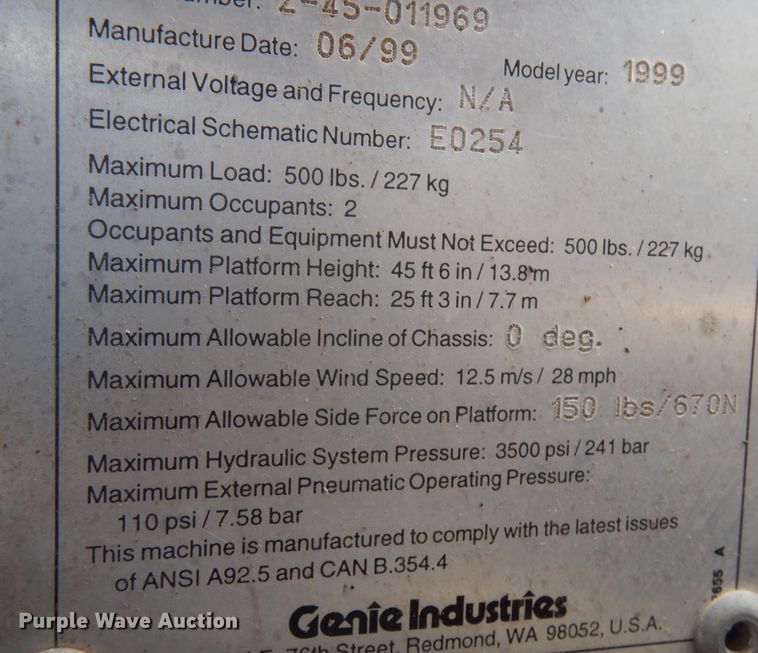 Number: Z-45-011969
Manufacture Date: 06/99
Model year: 1999
External Voltage and Frequency: N/A
Electrical Schematic Number: E0254
Maximum Load: 500 lbs. / 227 kg
Maximum Occupants: 2
Occupants and Equipment Must Not Exceed: 500 lbs. / 227 kg
Maximum Platform Height: 45 ft 6 in / 13.8 m
Maximum Platform Reach: 25 ft 3 in / 7.7 m
Maximum Allowable Incline of Chassis: 0 deg.
Maximum Allowable Wind Speed: 12.5 m/s / 28 mph
Maximum Allowable Side Force on Platform: 150 lbs/670N
Maximum Hydraulic System Pressure: 3500 psi / 241 bar
Maximum External Pneumatic Operating Pressure:
110 psi / 7.58 bar
This machine is manufactured to comply with the latest issues
of ANSI A92.5 and CAN B.354.4
Genie Industries
76th Street, Redmond, WA 98052, U.S.A.
Purple Wave Auction